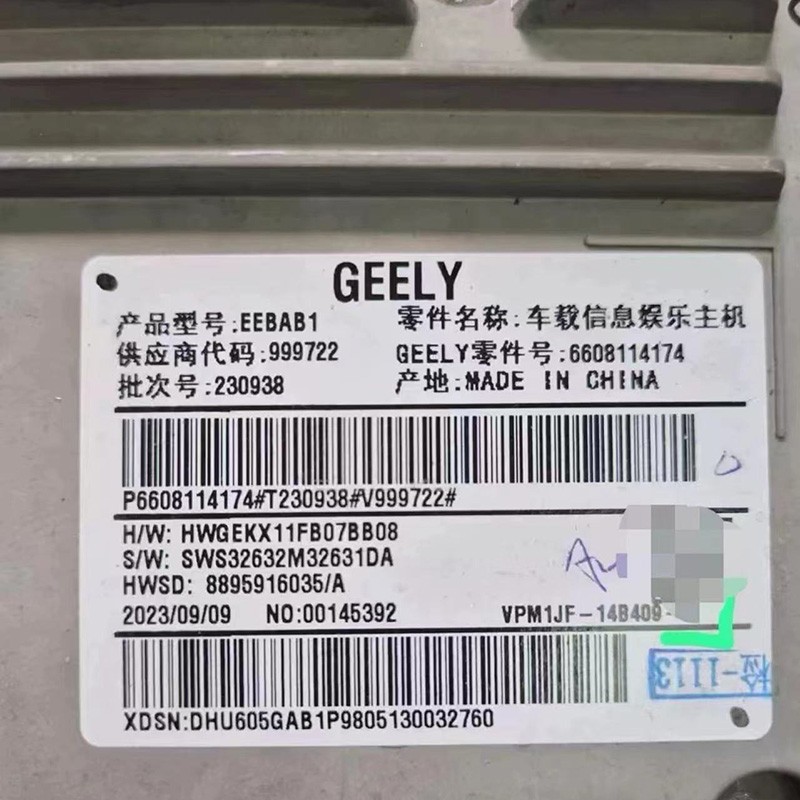 GEELY
产品型号:EEBAB1 零件名称:车载信息娱乐主机
供应商代码:999722 GEELY零件号:6608114174
批次号:230938 产地:MADE IN CHINA
P6608114174#T230938#V999722#
H/W: HWGEKX11FB07BB08
S/W: SWS32632M32631DA
HWSD: 8895916035/A
2023/09/09 NO:00145392 VPM1JF-14B409-
检-1113
XDSN:DHU605GAB1P9805130032760